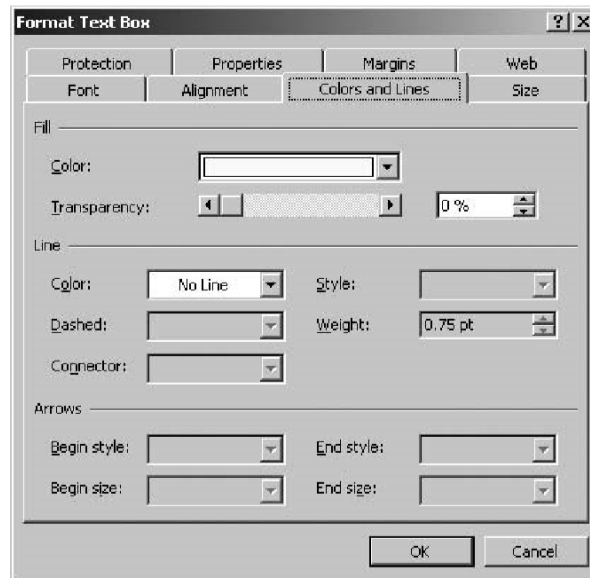 Format Text Box
Protection Properties Margins Web
Font Alignment Colors and Lines Size
Fill
Color:
Transparency: 0 %
Line
Color: No Line Style:
Dashed: Weight: 0.75 pt
Connector:
Arrows
Begin style: End style:
Begin size: End size:
OK Cancel